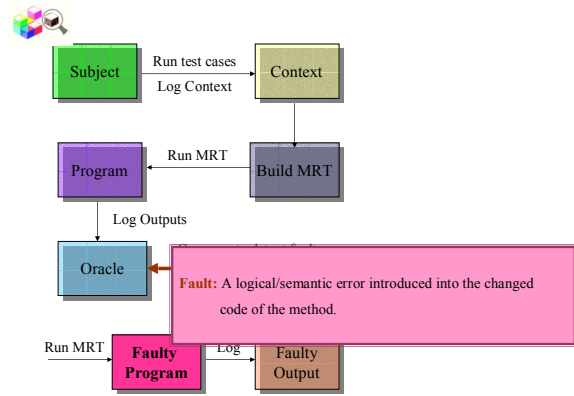 Subject
Run test cases
Log Context
Context
Program
Run MRT
Build MRT
Log Outputs
Oracle
Fault: A logical/semantic error introduced into the changed
code of the method.
Run MRT
Faulty
Program
Log
Faulty
Output